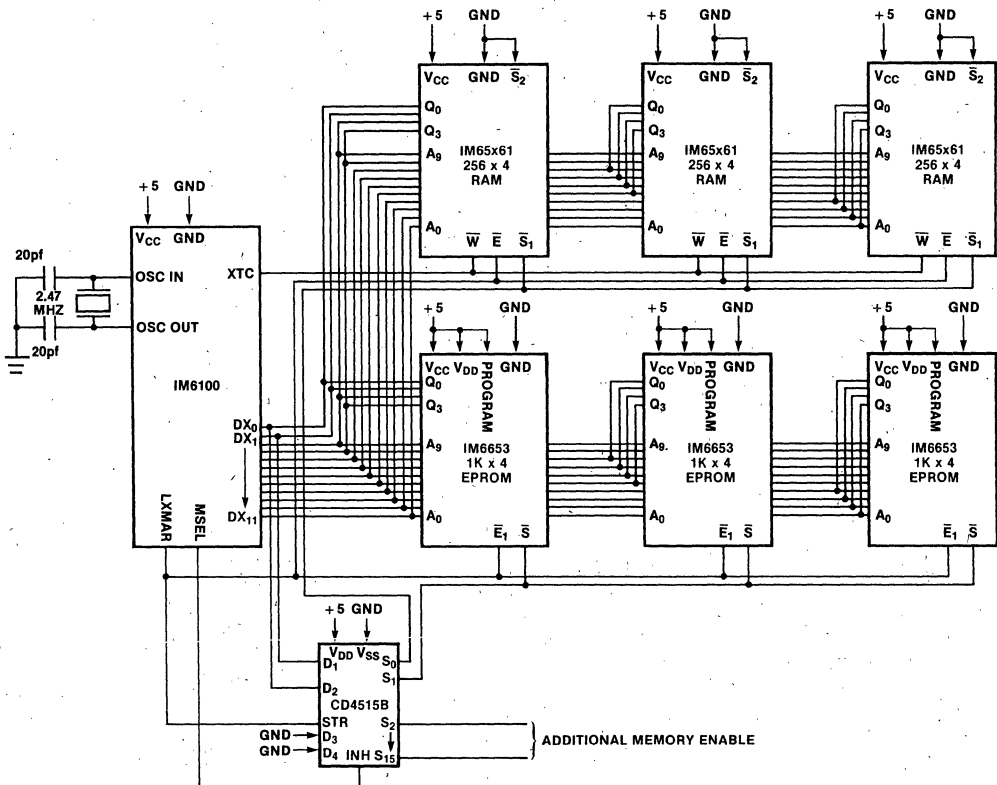 +5 GND
VCC GND S̅2
Q0
Q3
A9
IM65x61
256 x 4
RAM
A0
W̅ E̅ S̅1
+5 GND
VCC GND S̅2
Q0
Q3
A9
IM65x61
256 x 4
RAM
A0
W̅ E̅ S̅1
+5 GND
VCC GND S̅2
Q0
Q3
A9
IM65x61
256 x 4
RAM
A0
W̅ E̅ S̅1
+5 GND
VCC GND
20pf
OSC IN
2.47
MHZ
OSC OUT
20pf
XTC
IM6100
DX0
DX1
DX11
LXMAR
MSEL
+5 GND
VCC VDD PROGRAM GND
Q0
Q3
A9
IM6653
1K x 4
EPROM
A0
E̅1 S̅
+5 GND
VCC VDD PROGRAM GND
Q0
Q3
A9.
IM6653
1K x 4
EPROM
A0
E̅1 S̅
+5 GND
VCC VDD PROGRAM GND
Q0
Q3
A9
IM6653
1K x 4
EPROM
A0
E̅1 S̅
+5 GND
VDD VSS
D1 S0
S1
D2
CD4515B
STR S2
GND D3
GND D4
INH S15
ADDITIONAL MEMORY ENABLE